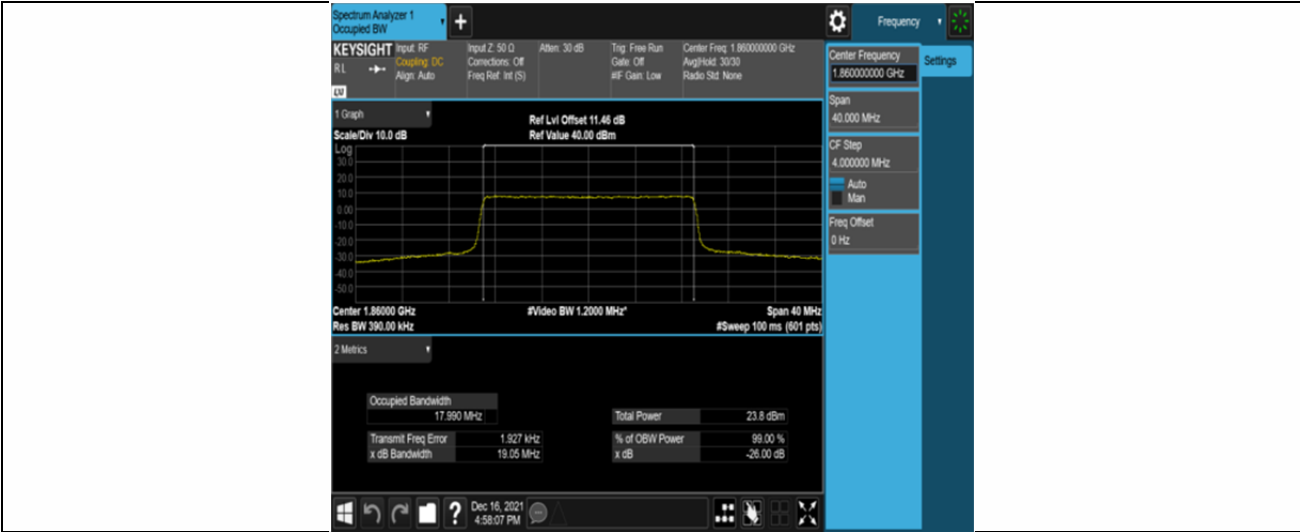 Spectrum Analyzer 1
Occupied BW
+
Frequency
KEYSIGHT
RL
LXI
Input: RF
Coupling: DC
Align: Auto
Input Z: 50 Ω
Corrections: Off
Freq Ref: Int (S)
Atten: 30 dB
Trig: Free Run
Gate: Off
#IF Gain: Low
Center Freq: 1.860000000 GHz
Avg|Hold: 30/30
Radio Std: None
Center Frequency
1.860000000 GHz
Settings
Span
40.000 MHz
CF Step
4.000000 MHz
Auto
Man
Freq Offset
0 Hz
1 Graph
Scale/Div 10.0 dB
Ref Lvl Offset 11.46 dB
Ref Value 40.00 dBm
Log
30.0
20.0
10.0
0.00
-10.0
-20.0
-30.0
-40.0
-50.0
Center 1.86000 GHz
Res BW 390.00 kHz
#Video BW 1.2000 MHz*
Span 40 MHz
#Sweep 100 ms (601 pts)
2 Metrics
Occupied Bandwidth
17.990 MHz
Transmit Freq Error 1.927 kHz
x dB Bandwidth 19.05 MHz
Total Power 23.8 dBm
% of OBW Power 99.00 %
x dB -26.00 dB
?
Dec 16, 2021
4:58:07 PM